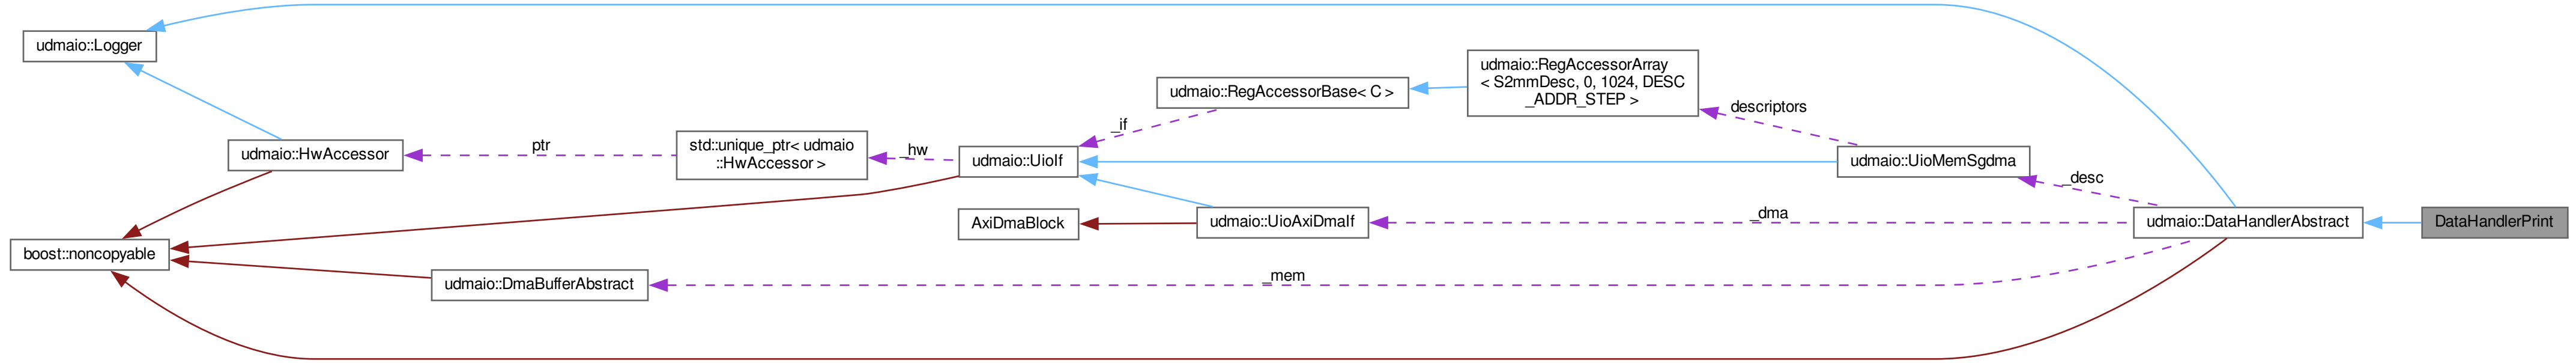 udmaio::Logger
udmaio::RegAccessorArray
< S2mmDesc, 0, 1024, DESC
_ADDR_STEP >
udmaio::RegAccessorBase< C >
descriptors
_if
udmaio::HwAccessor
ptr
std::unique_ptr< udmaio
::HwAccessor >
_hw
udmaio::UioIf
udmaio::UioMemSgdma
_desc
AxiDmaBlock
udmaio::UioAxiDmaIf
_dma
udmaio::DataHandlerAbstract
DataHandlerPrint
boost::noncopyable
udmaio::DmaBufferAbstract
_mem